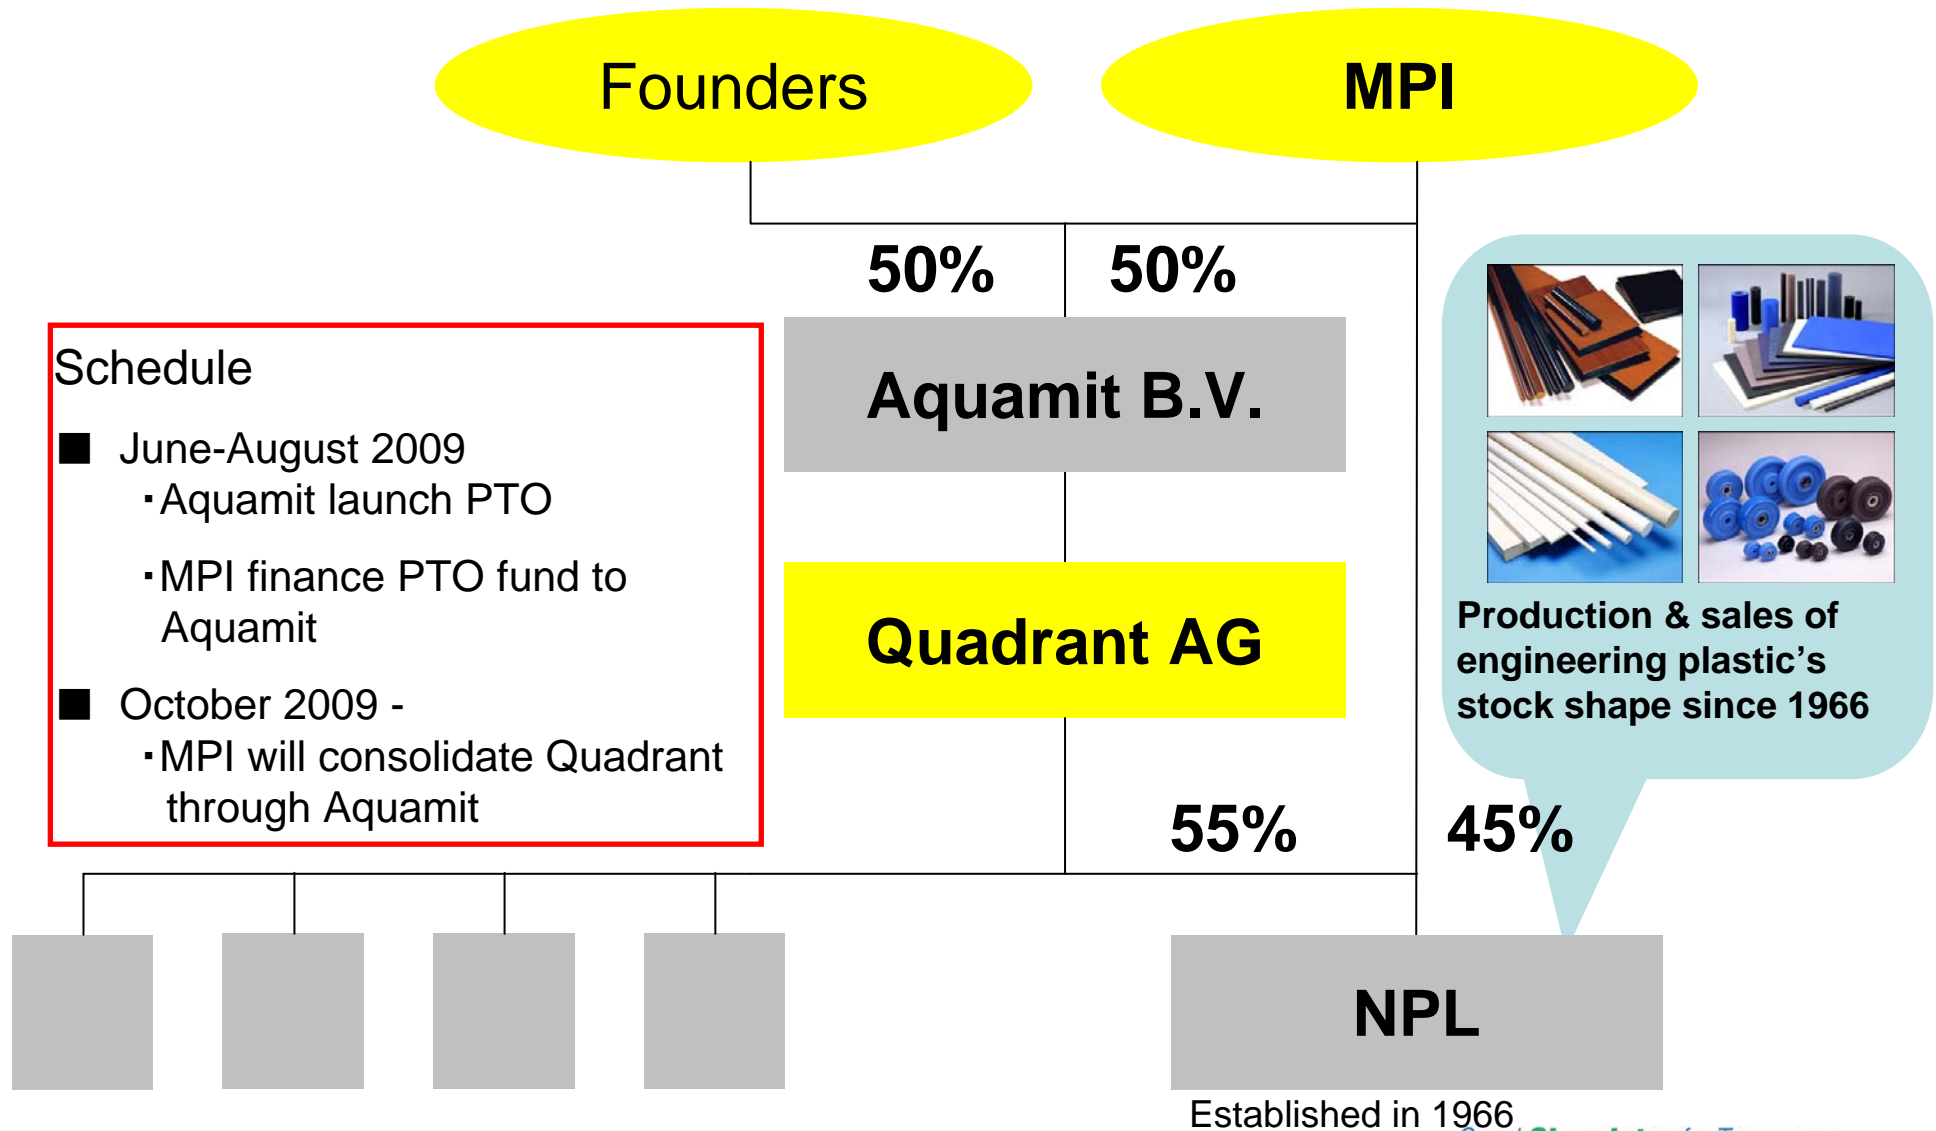 Founders
MPI
50%
50%
Schedule
■ June-August 2009
・Aquamit launch PTO
・MPI finance PTO fund to
Aquamit
■ October 2009 -
・MPI will consolidate Quadrant
through Aquamit
Aquamit B.V.
Quadrant AG
Production & sales of
engineering plastic's
stock shape since 1966
55%
45%
NPL
Established in 1966